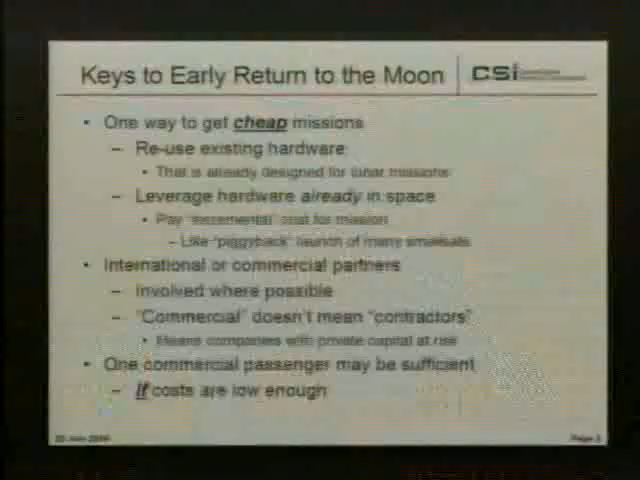 Keys to Early Return to the Moon
CSI
• One way to get cheap missions
– Re-use existing hardware
• That is already designed for lunar missions
– Leverage hardware already in space
• Pay "incremental" cost for mission
– Like "piggyback" launch of many smallsats
• International or commercial partners
– Involved where possible
– "Commercial" doesn't mean "contractors"
• Means companies with private capital at risk
• One commercial passenger may be sufficient
– If costs are low enough
Page